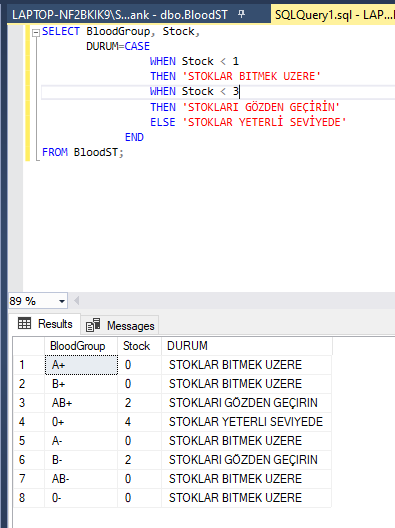 LAPTOP-NF2BKIK9\S...ank - dbo.BloodST
SQLQuery1.sql - LAP
SELECT BloodGroup, Stock,
DURUM=CASE
WHEN Stock < 1
THEN 'STOKLAR BITMEK UZERE'
WHEN Stock < 3
THEN 'STOKLARI GÖZDEN GEÇİRİN'
ELSE 'STOKLAR YETERLİ SEVİYEDE'
END
FROM BloodST;
89 %
Results Messages
BloodGroup Stock DURUM
1 A+ 0 STOKLAR BITMEK UZERE
2 B+ 0 STOKLAR BITMEK UZERE
3 AB+ 2 STOKLARI GÖZDEN GEÇIRIN
4 0+ 4 STOKLAR YETERLI SEVIYEDE
5 A- 0 STOKLAR BITMEK UZERE
6 B- 2 STOKLARI GÖZDEN GEÇIRIN
7 AB- 0 STOKLAR BITMEK UZERE
8 0- 0 STOKLAR BITMEK UZERE